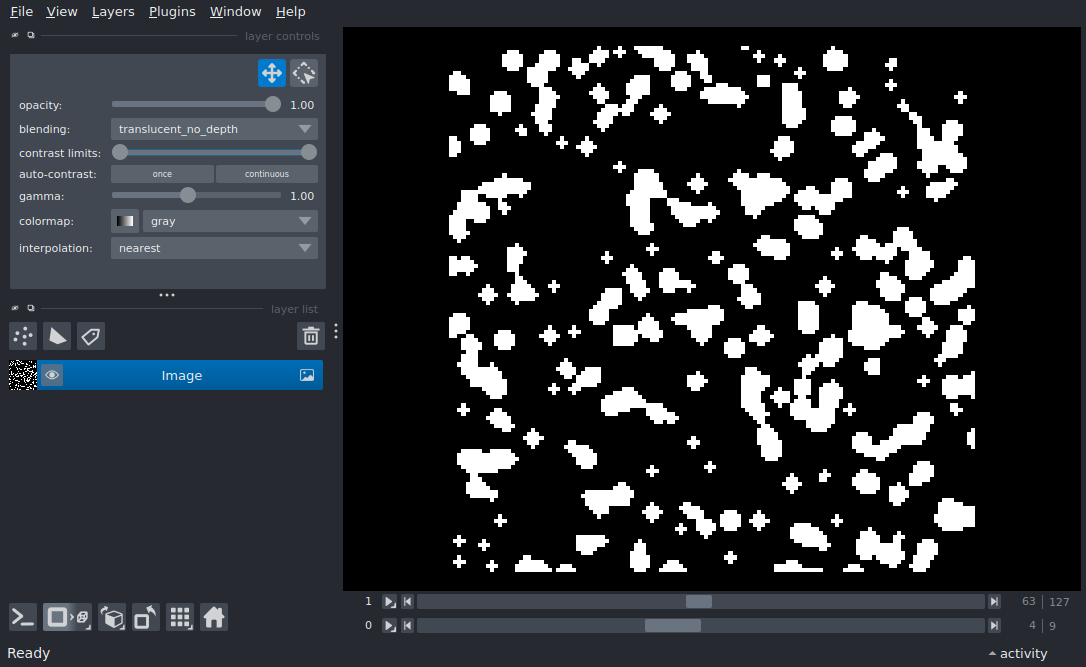 File View Layers Plugins Window Help
layer controls
opacity: 1.00
blending: translucent_no_depth
contrast limits:
auto-contrast: once continuous
gamma: 1.00
colormap: gray
interpolation: nearest
layer list
Image
1 63 127
0 4 9
Ready activity